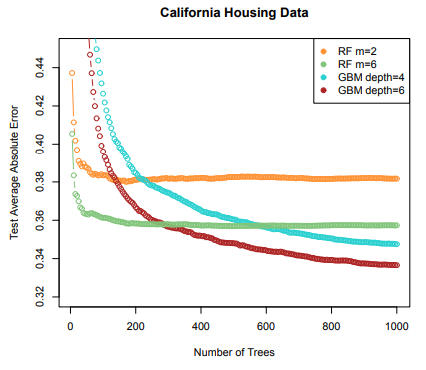 California Housing Data
RF m=2
RF m=6
GBM depth=4
GBM depth=6
Test Average Absolute Error
0.44
0.42
0.40
0.38
0.36
0.34
0.32
0 200 400 600 800 1000
Number of Trees